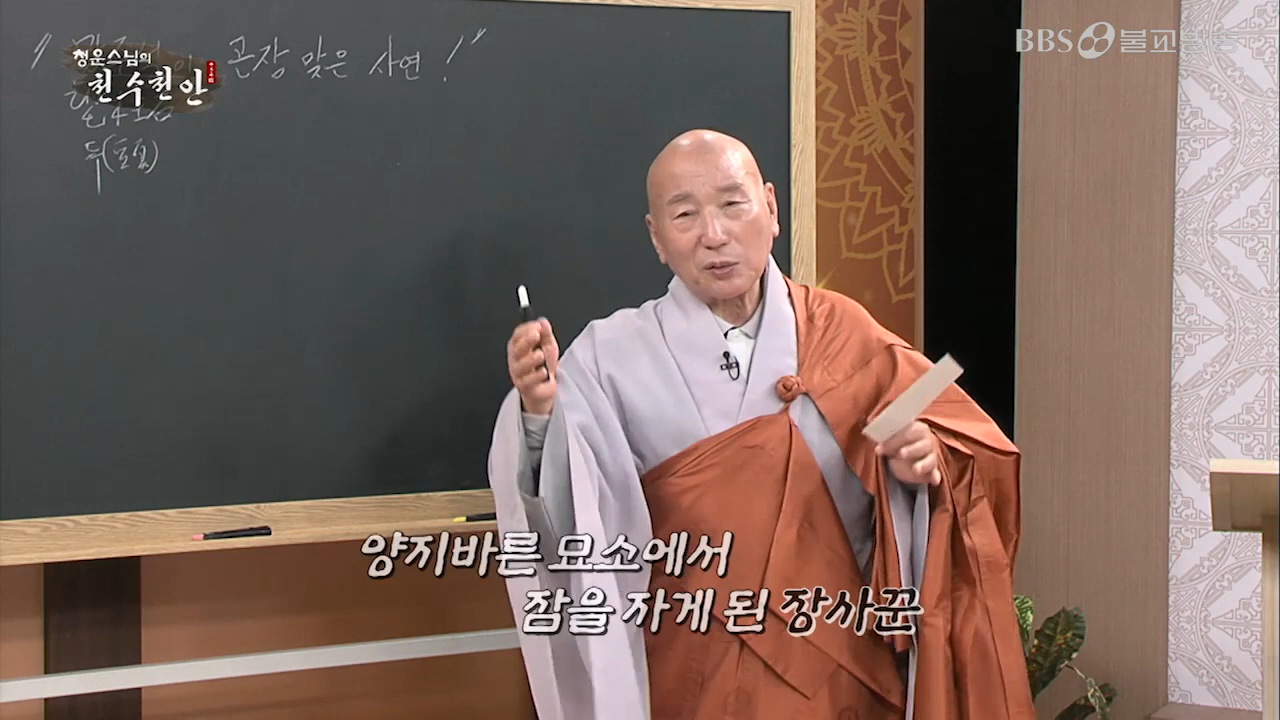 " 곤장 맞은 사연! "
청운스님의
천수천안
BBS 불교방송
양지바른 묘소에서
잠을 자게 된 장사꾼